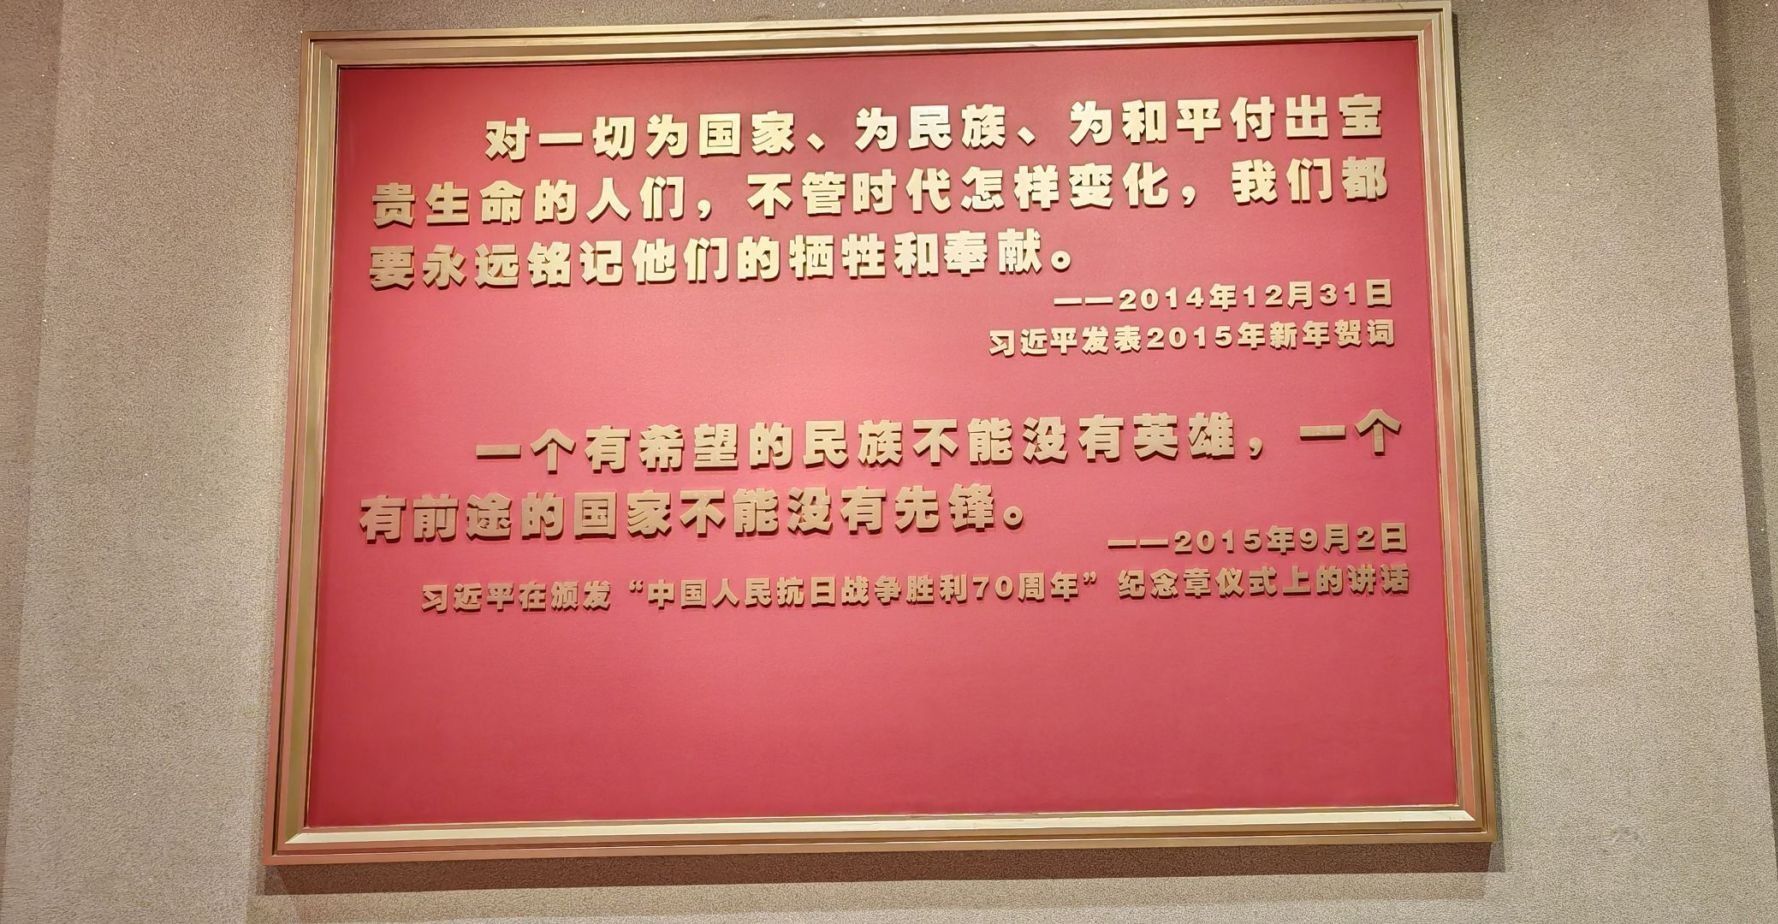 对一切为国家、为民族、为和平付出宝
贵生命的人们，不管时代怎样变化，我们都
要永远铭记他们的牺牲和奉献。
——2014年12月31日
习近平发表2015年新年贺词
一个有希望的民族不能没有英雄，一个
有前途的国家不能没有先锋。
——2015年9月2日
习近平在颁发“中国人民抗日战争胜利70周年”纪念章仪式上的讲话